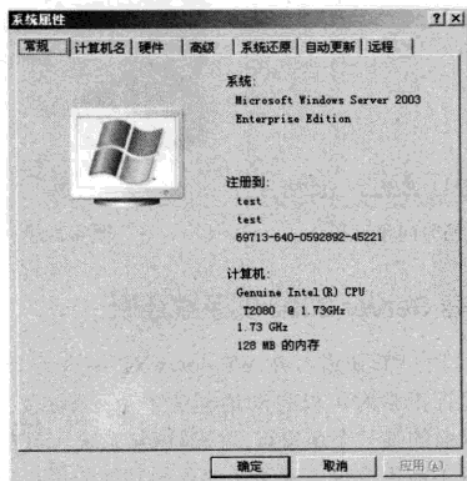 系统属性
常规 计算机名 硬件 高级 系统还原 自动更新 远程
系统:
Microsoft Windows Server 2003
Enterprise Edition
注册到:
test
test
69713-640-0592892-45221
计算机:
Genuine Intel(R) CPU
T2080 @ 1.73GHz
1.73 GHz
128 MB 的内存
确定 取消 应用(A)